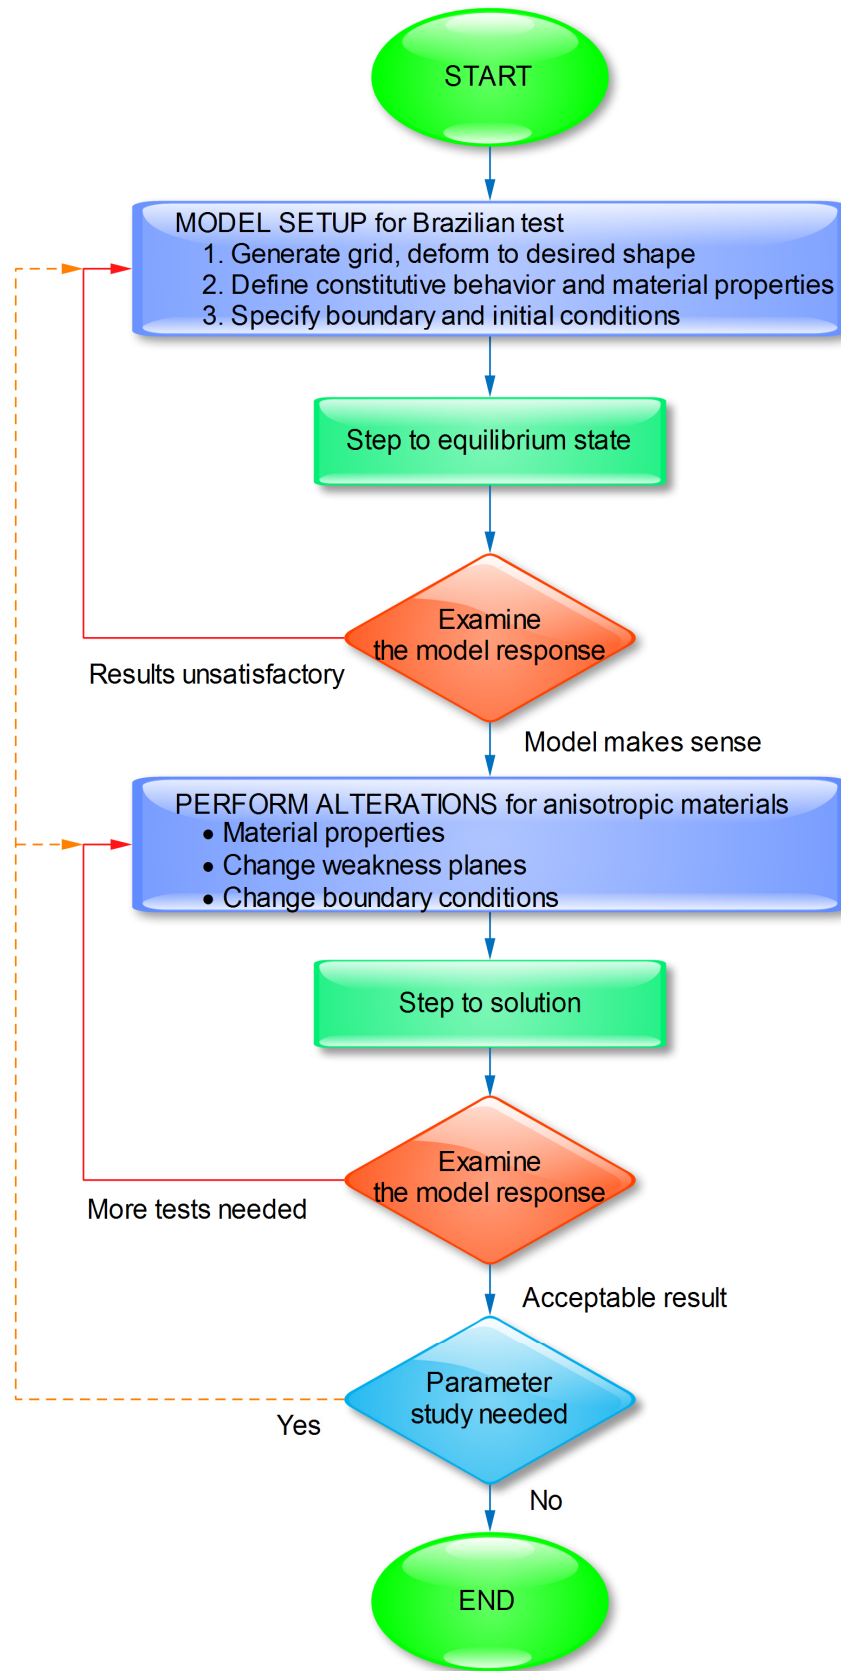 START
MODEL SETUP for Brazilian test
1. Generate grid, deform to desired shape
2. Define constitutive behavior and material properties
3. Specify boundary and initial conditions
Step to equilibrium state
Examine
the model response
Results unsatisfactory
Model makes sense
PERFORM ALTERATIONS for anisotropic materials
• Material properties
• Change weakness planes
• Change boundary conditions
Step to solution
Examine
the model response
More tests needed
Acceptable result
Parameter
study needed
Yes
No
END